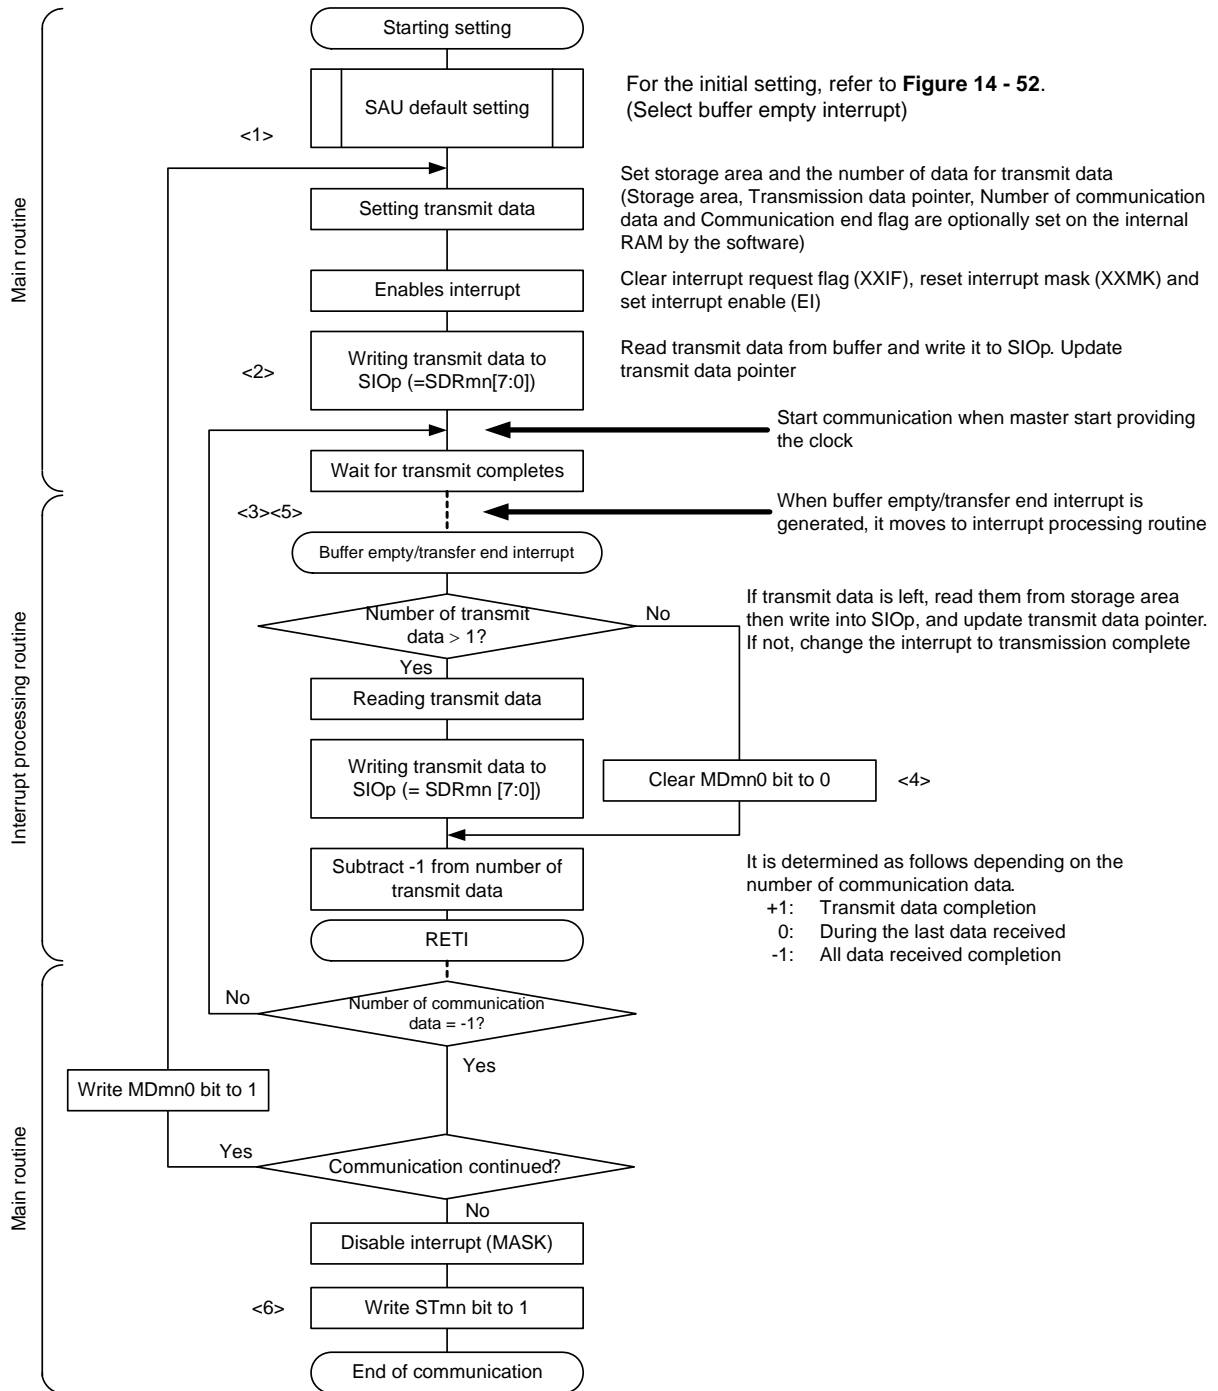 Starting setting
SAU default setting
For the initial setting, refer to Figure 14 - 52.
(Select buffer empty interrupt)
<1>
Main routine
Setting transmit data
Set storage area and the number of data for transmit data
(Storage area, Transmission data pointer, Number of communication
data and Communication end flag are optionally set on the internal
RAM by the software)
Enables interrupt
Clear interrupt request flag (XXIF), reset interrupt mask (XXMK) and
set interrupt enable (EI)
<2>
Writing transmit data to
SIOp (=SDRmn[7:0])
Read transmit data from buffer and write it to SIOp. Update
transmit data pointer
Start communication when master start providing
the clock
Wait for transmit completes
<3><5>
When buffer empty/transfer end interrupt is
generated, it moves to interrupt processing routine
Interrupt processing routine
Buffer empty/transfer end interrupt
Number of transmit
data > 1?
No
Yes
If transmit data is left, read them from storage area
then write into SIOp, and update transmit data pointer.
If not, change the interrupt to transmission complete
Reading transmit data
Writing transmit data to
SIOp (= SDRmn [7:0])
Clear MDmn0 bit to 0
<4>
Subtract -1 from number of
transmit data
It is determined as follows depending on the
number of communication data.
+1: Transmit data completion
0: During the last data received
-1: All data received completion
RETI
Main routine
No
Number of communication
data = -1?
Yes
Write MDmn0 bit to 1
Yes
Communication continued?
No
Disable interrupt (MASK)
<6>
Write STmn bit to 1
End of communication